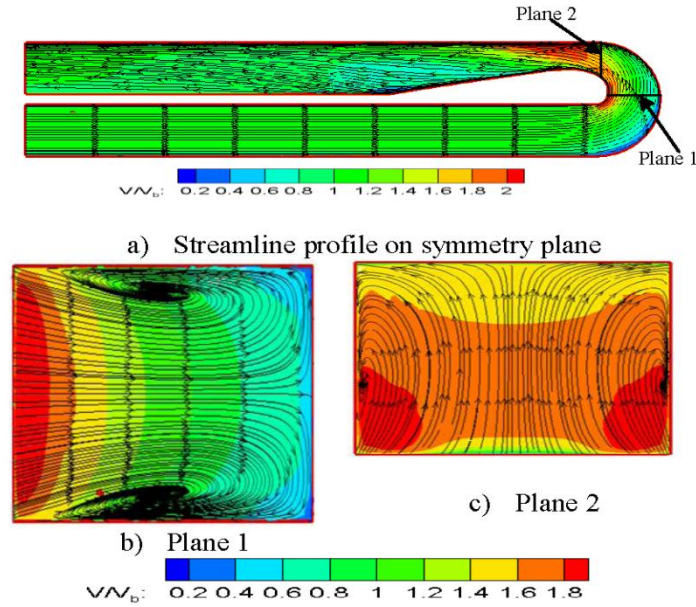 Plane 2
Plane 1
V/V_b: 0.2 0.4 0.6 0.8 1 1.2 1.4 1.6 1.8 2
a) Streamline profile on symmetry plane
c) Plane 2
b) Plane 1
V/V_b: 0.2 0.4 0.6 0.8 1 1.2 1.4 1.6 1.8